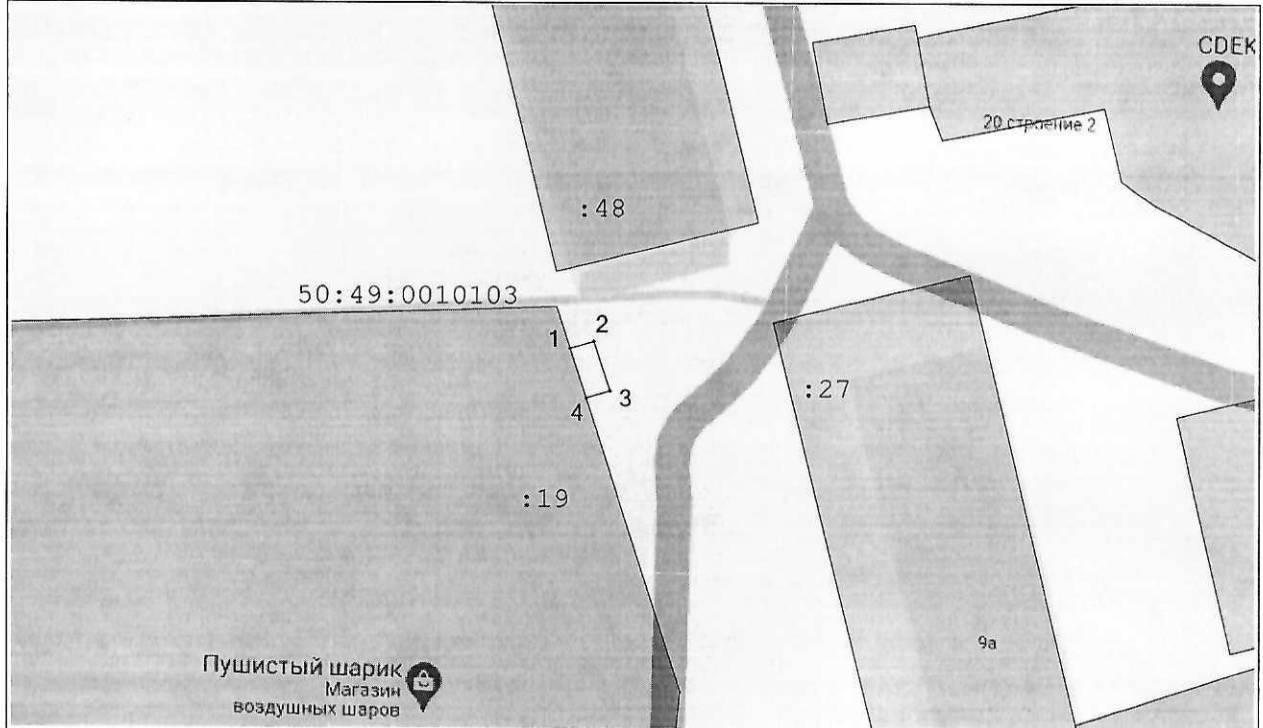 CDEK
20 строение 2
:48
50:49:0010103
1
2
3
4
:27
:19
9а
Пушистый шарик
Магазин
воздушных шаров